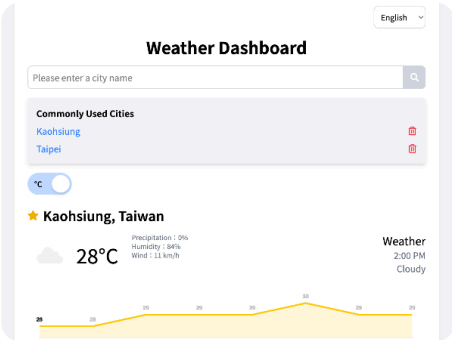 English
Weather Dashboard
Please enter a city name
Commonly Used Cities
Kaohsiung
Taipei
°C
Kaohsiung, Taiwan
28°C
Precipitation : 0%
Humidity : 84%
Wind : 11 km/h
Weather
2:00 PM
Cloudy
28 28 29 29 29 30 29 29